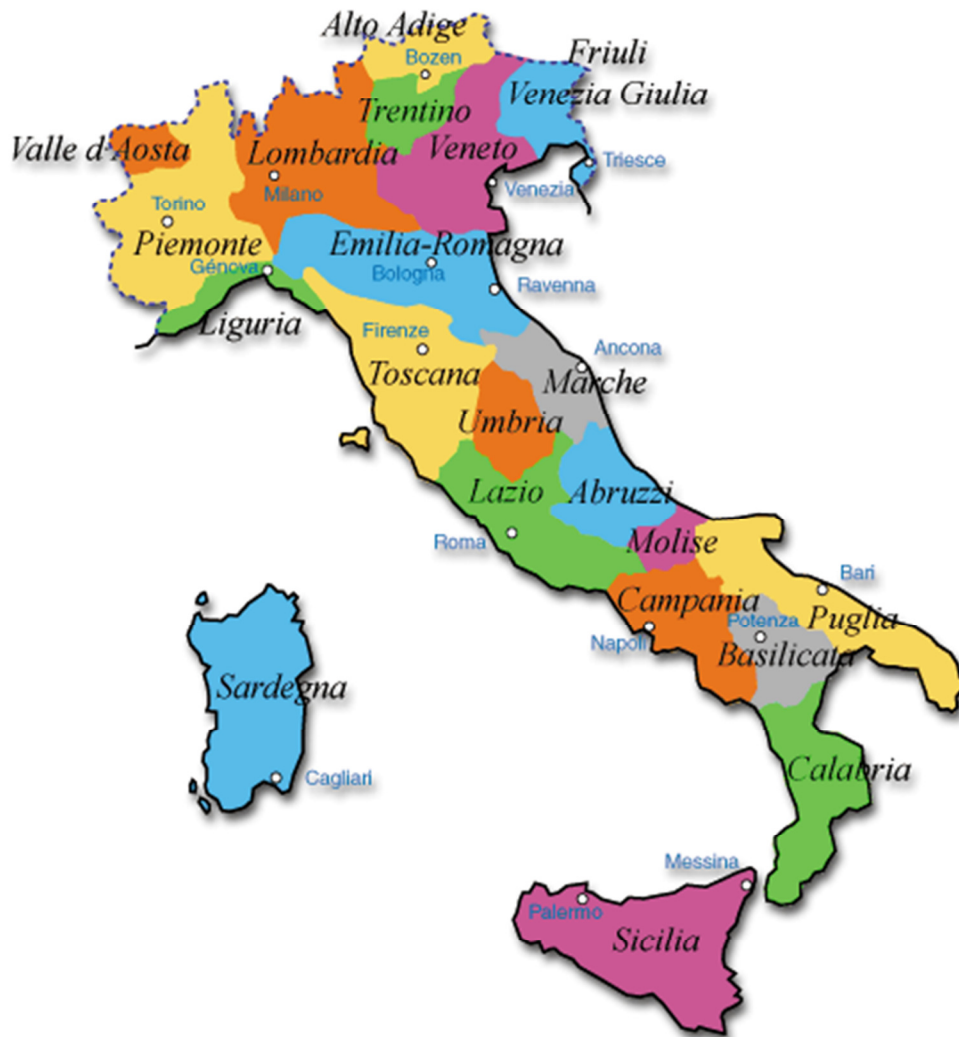 Alto Adige
Bozen
Friuli
Venezia Giulia
Trentino
Valle d'Aosta
Lombardia
Veneto
Triesce
Milano
Venezia
Torino
Piemonte
Emilia-Romagna
Génova
Bologna
Ravenna
Liguria
Firenze
Ancona
Toscana
Marche
Umbria
Lazio
Abruzzi
Roma
Molise
Bari
Campania
Potenza
Puglia
Napoli
Basilicata
Sardegna
Cagliari
Calabria
Messina
Palermo
Sicilia